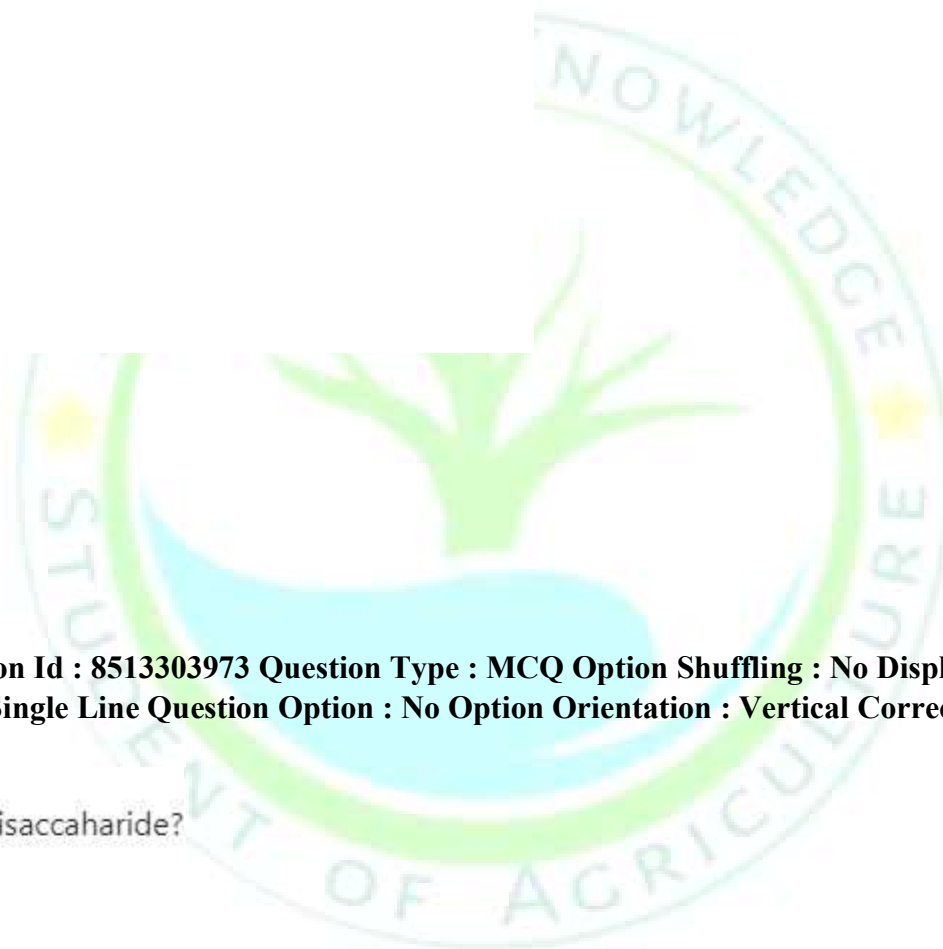 NOWLEDGE
STUDENT OF AGRICULTURE
on Id : 8513303973 Question Type : MCQ Option Shuffling : No Displ
Single Line Question Option : No Option Orientation : Vertical Correc
isaccaharide?